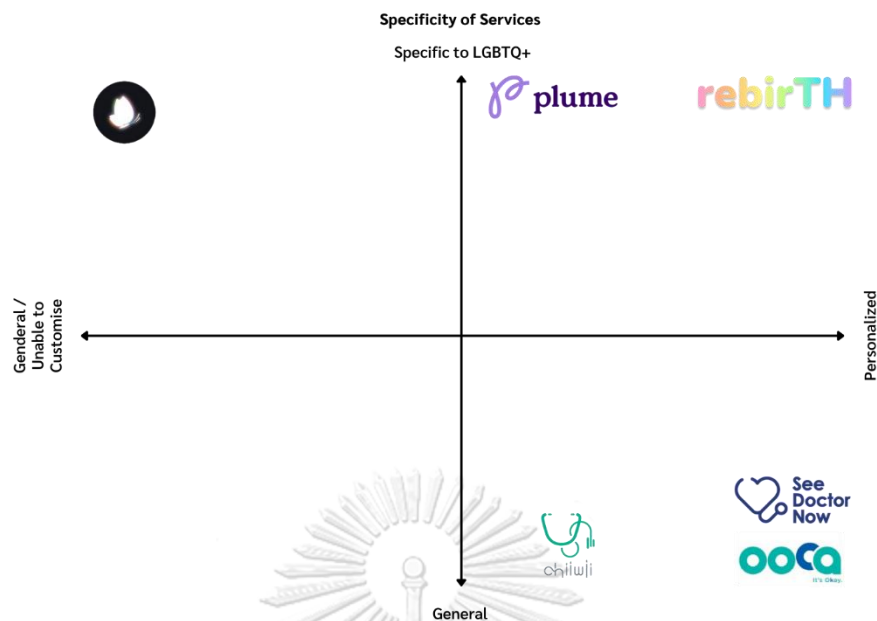 Specificity of Services
Specific to LGBTQ+
plume
rebirTH
Genderal /
Unable to
Customise
Personalized
See
Doctor
Now
chiiwii
ooca
It's Okay.
General